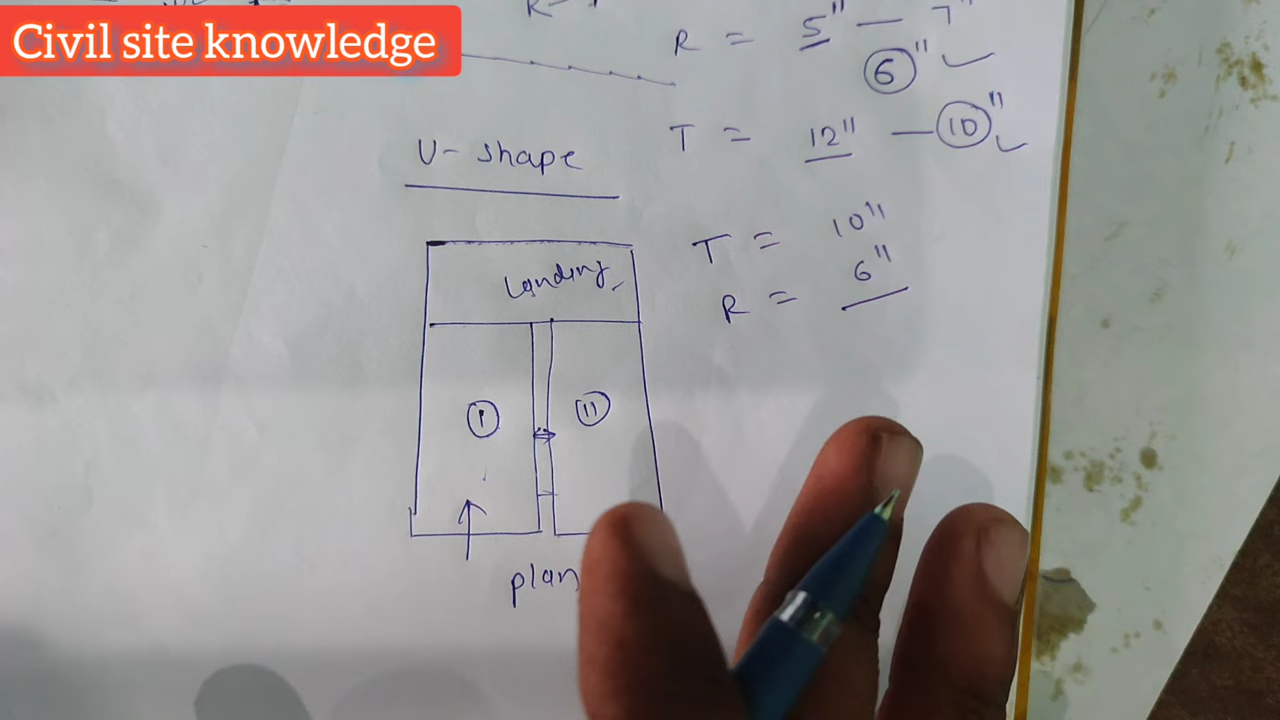 Civil site knowledge
R = 5" — 7"
6"
T = 12" — 10"
U- shape
T = 10"
R = 6"
Landing
I
II
plan